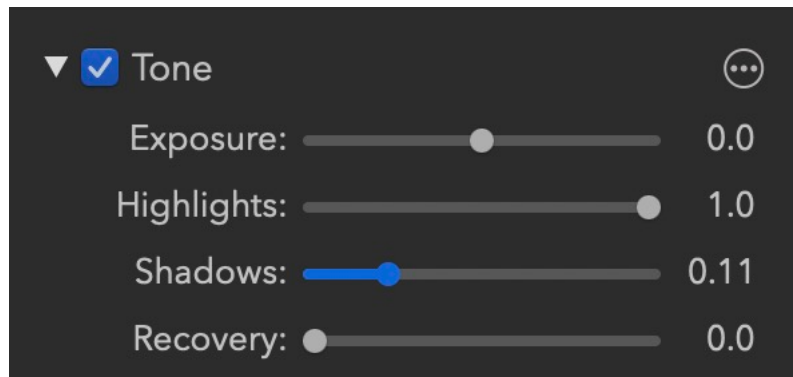 Tone
Exposure: 0.0
Highlights: 1.0
Shadows: 0.11
Recovery: 0.0